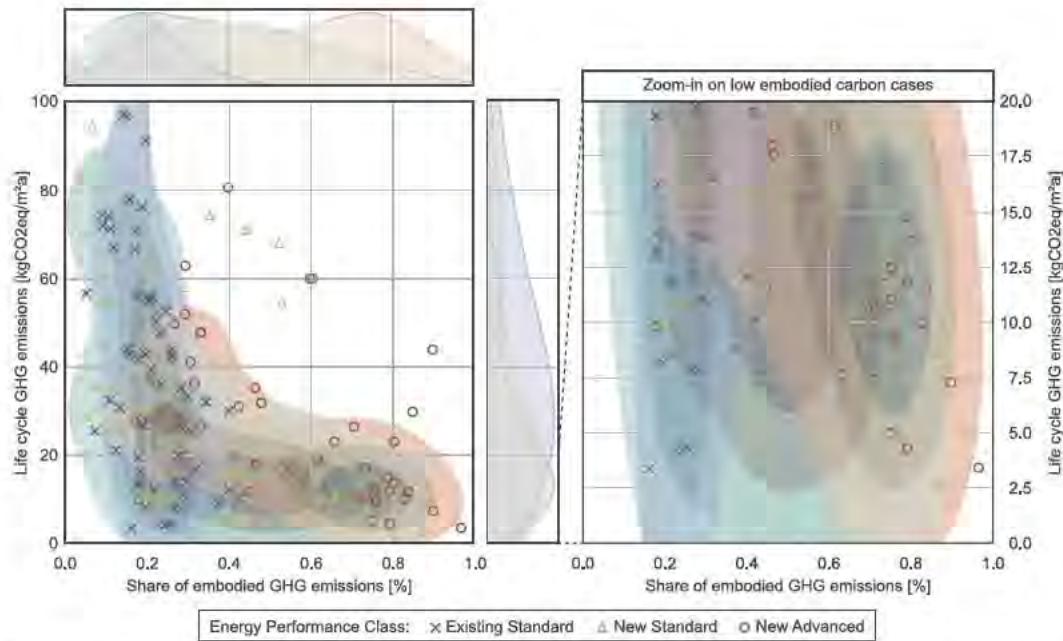 Zoom-in on low embodied carbon cases
Life cycle GHG emissions [kgCO2eq/m²a]
100
80
60
40
20
0
0.0 0.2 0.4 0.6 0.8 1.0
Share of embodied GHG emissions [%]
20.0
17.5
15.0
12.5
10.0
7.5
5.0
2.5
0.0
Life cycle GHG emissions [kgCO2eq/m²a]
0.0 0.2 0.4 0.6 0.8 1.0
Share of embodied GHG emissions [%]
Energy Performance Class: Existing Standard New Standard New Advanced